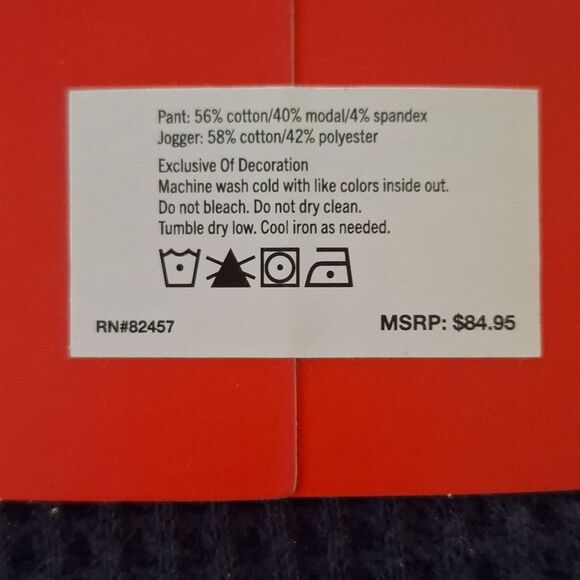 Pant: 56% cotton/40% modal/4% spandex
Jogger: 58% cotton/42% polyester
Exclusive Of Decoration
Machine wash cold with like colors inside out.
Do not bleach. Do not dry clean.
Tumble dry low. Cool iron as needed.
RN#82457 MSRP: $84.95